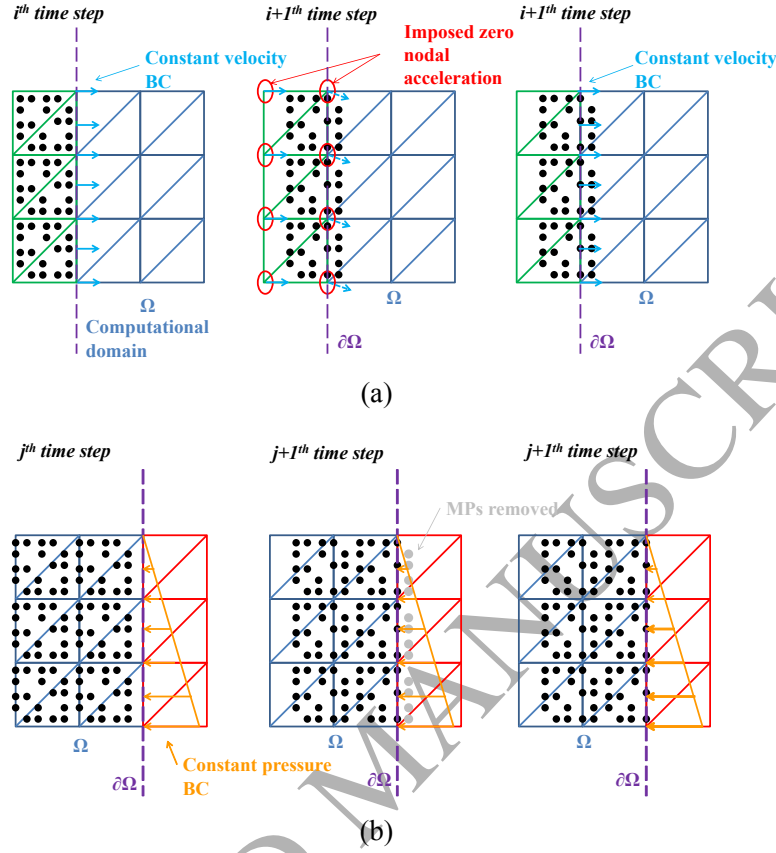 i^th time step
i+1^th time step
i+1^th time step
Constant velocity
BC
Imposed zero
nodal
acceleration
Constant velocity
BC
Ω
Computational
domain
Ω
∂Ω
Ω
∂Ω
(a)
j^th time step
j+1^th time step
j+1^th time step
MPs removed
Ω
Constant pressure
BC
∂Ω
Ω
∂Ω
Ω
∂Ω
(b)
MANUSCRI